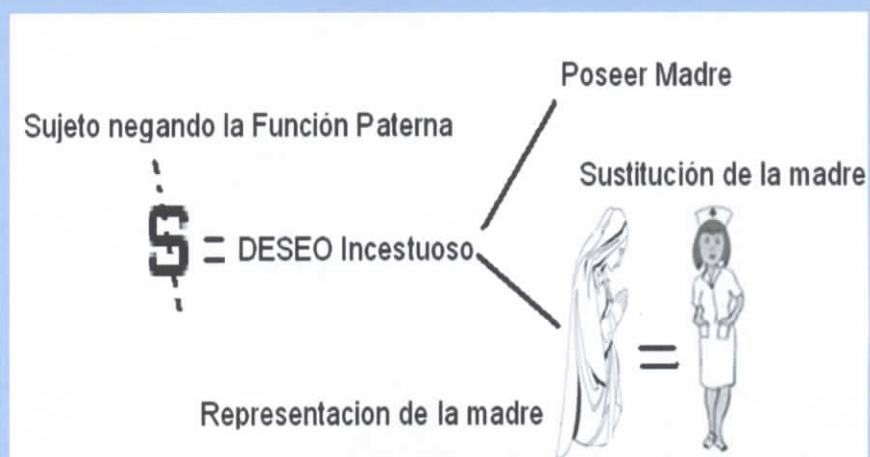 Poseer Madre
Sujeto negando la Función Paterna
Sustitución de la madre
S = DESEO Incestuoso
=
Representacion de la madre